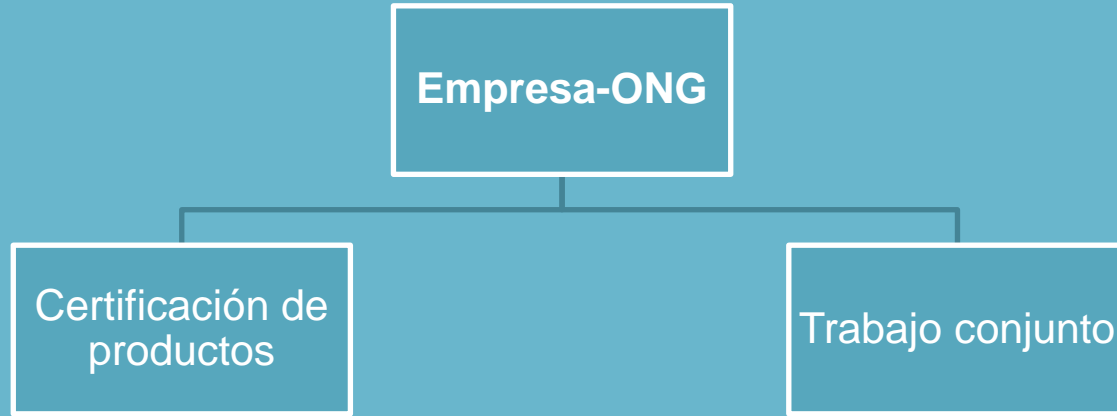 Empresa-ONG
Certificación de
productos
Trabajo conjunto